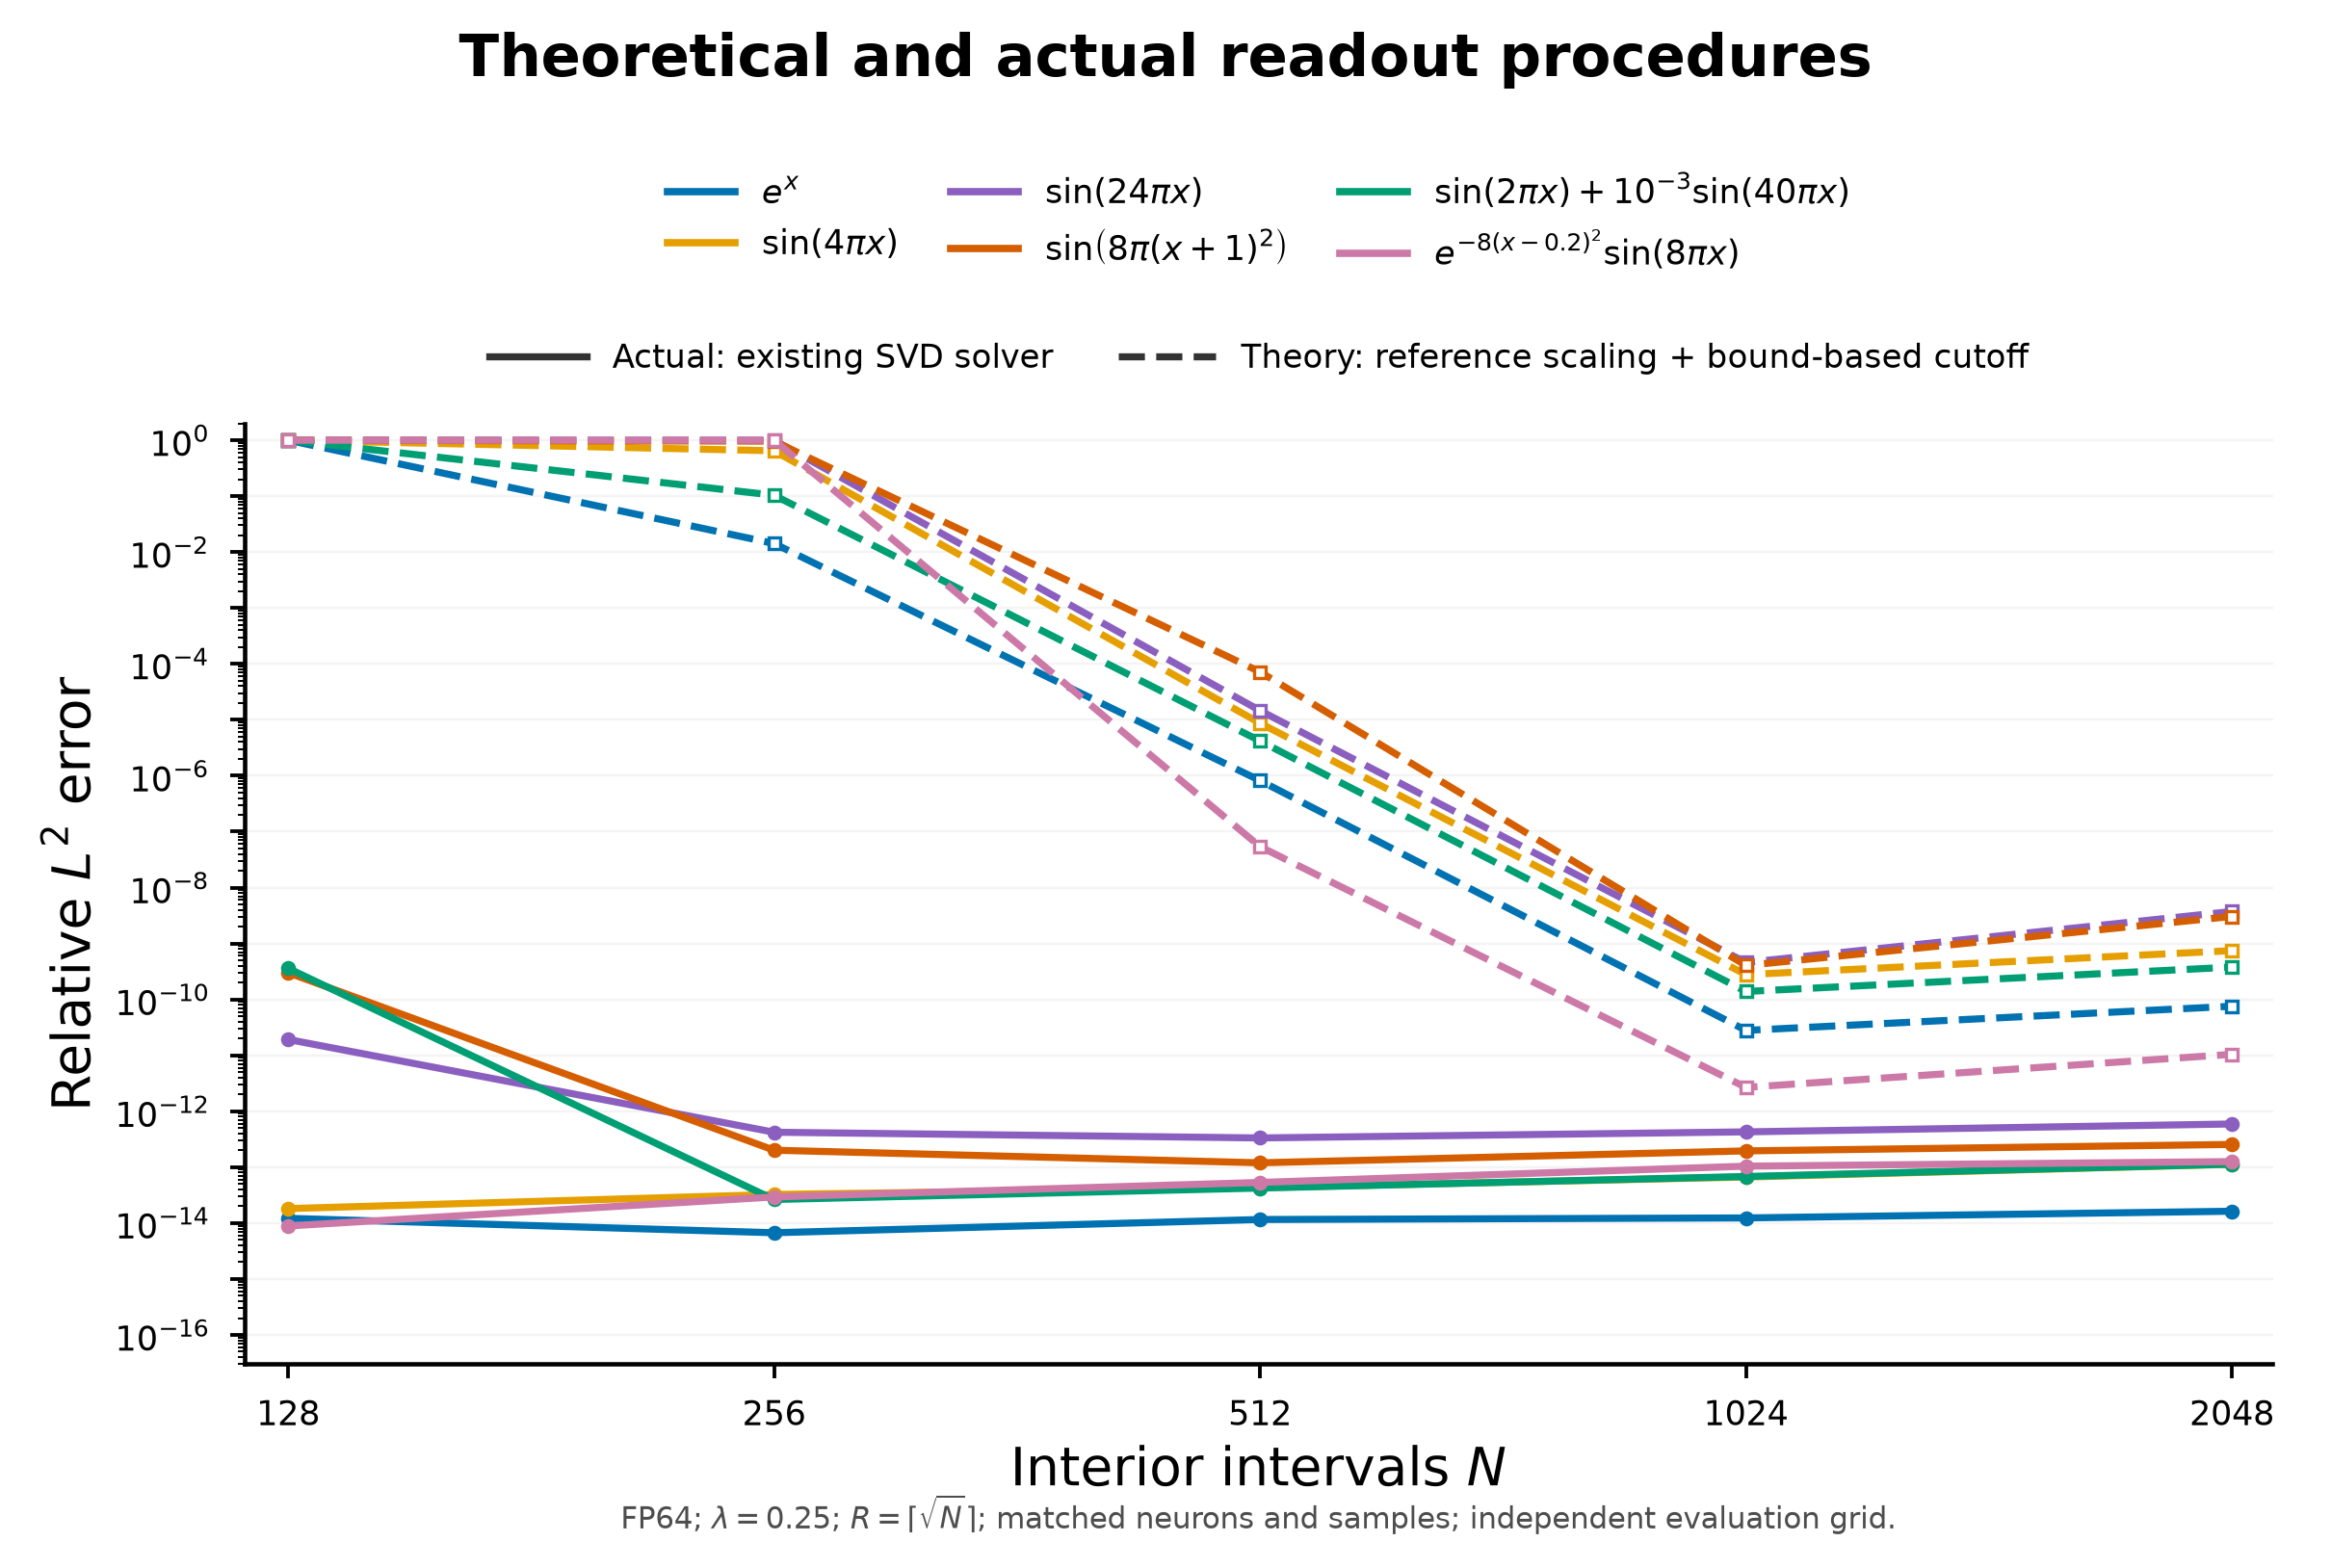 Theoretical and actual readout procedures
e^x
sin(4πx)
sin(24πx)
sin(8π(x + 1)^2)
sin(2πx) + 10^−3 sin(40πx)
e^−8(x−0.2)^2 sin(8πx)
Actual: existing SVD solver
Theory: reference scaling + bound-based cutoff
Relative L^2 error
10^0
10^−2
10^−4
10^−6
10^−8
10^−10
10^−12
10^−14
10^−16
128 256 512 1024 2048
Interior intervals N
FP64; λ = 0.25; R = ⌈√N⌉; matched neurons and samples; independent evaluation grid.